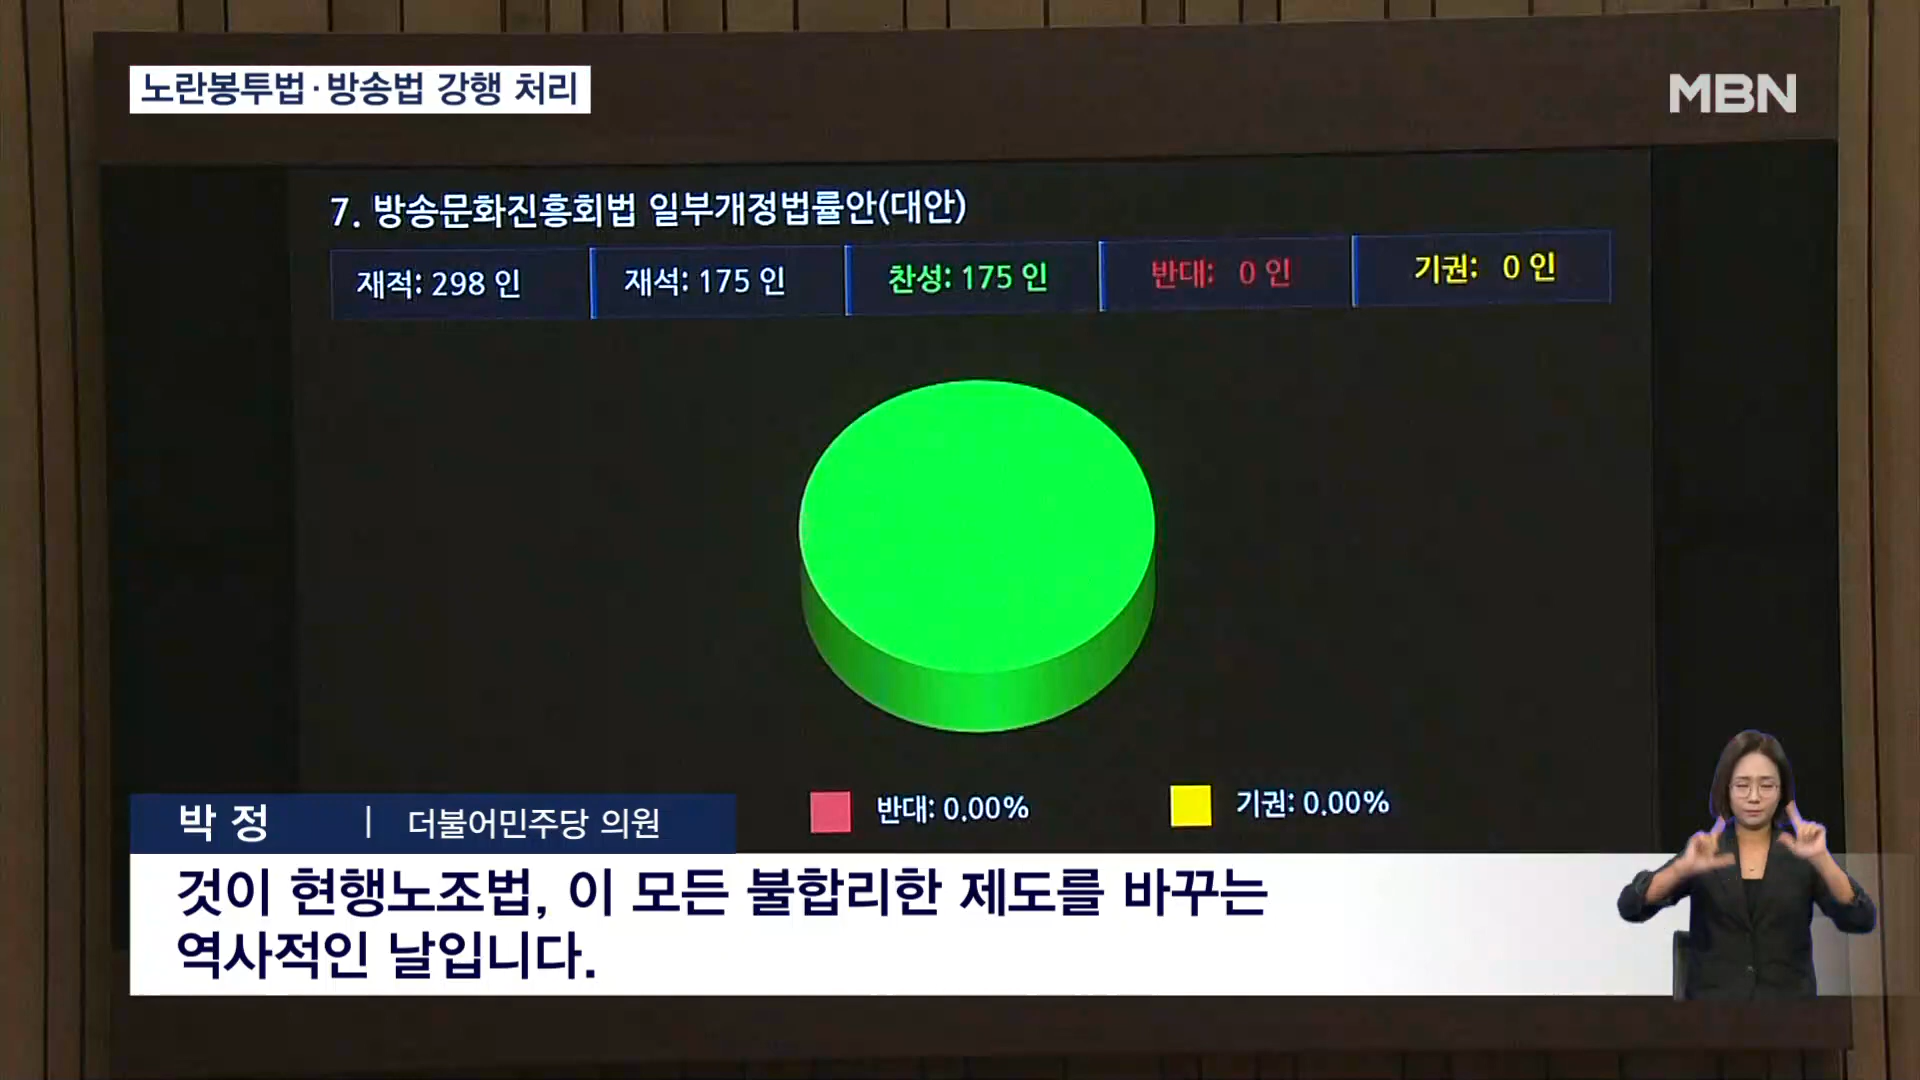 노란봉투법·방송법 강행 처리
MBN
7. 방송문화진흥회법 일부개정법률안(대안)
재적: 298 인
재석: 175 인
찬성: 175 인
반대: 0 인
기권: 0 인
반대: 0.00%
기권: 0.00%
박 정 | 더불어민주당 의원
것이 현행노조법, 이 모든 불합리한 제도를 바꾸는
역사적인 날입니다.